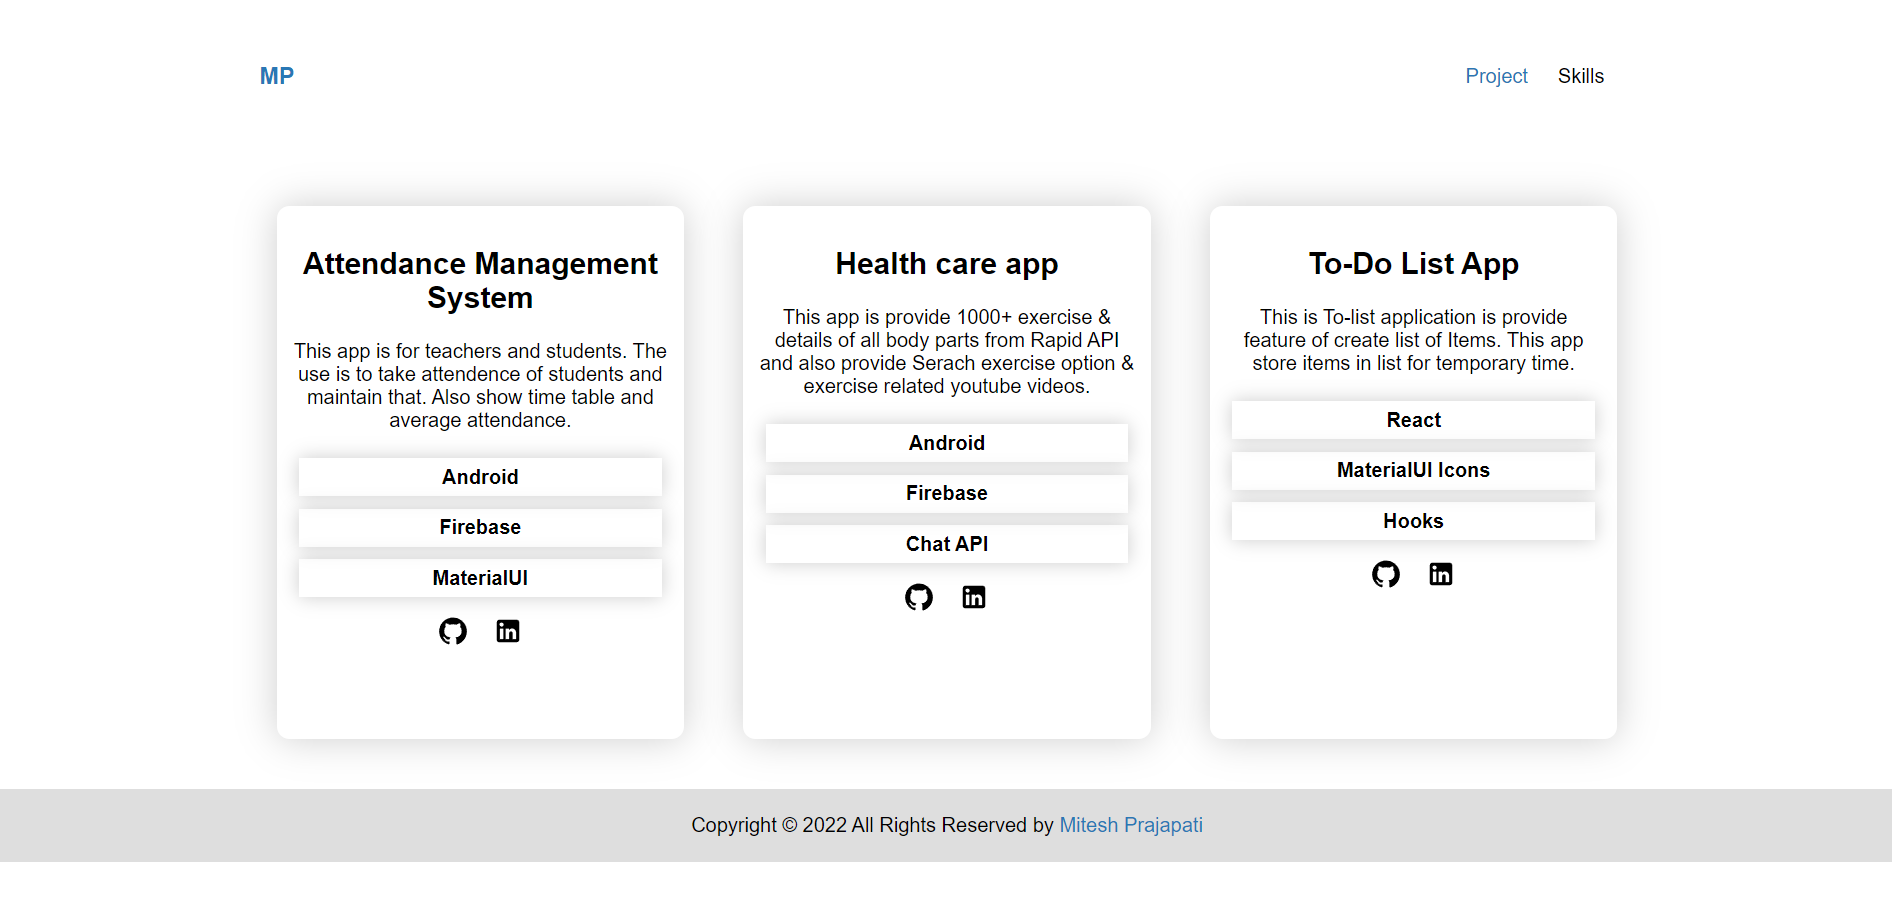 MP
Project
Skills
Attendance Management
System
This app is for teachers and students. The
use is to take attendence of students and
maintain that. Also show time table and
average attendance.
Android
Firebase
MaterialUI
Health care app
This app is provide 1000+ exercise &
details of all body parts from Rapid API
and also provide Serach exercise option &
exercise related youtube videos.
Android
Firebase
Chat API
To-Do List App
This is To-list application is provide
feature of create list of Items. This app
store items in list for temporary time.
React
MaterialUI Icons
Hooks
Copyright © 2022 All Rights Reserved by Mitesh Prajapati